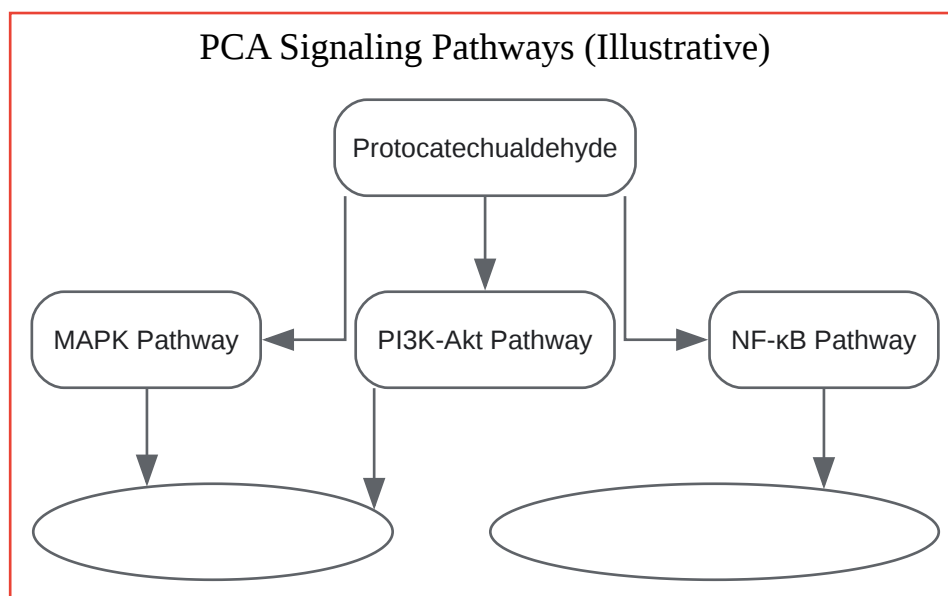 PCA Signaling Pathways (Illustrative)
Protocatechualdehyde
MAPK Pathway
PI3K-Akt Pathway
NF-κB Pathway